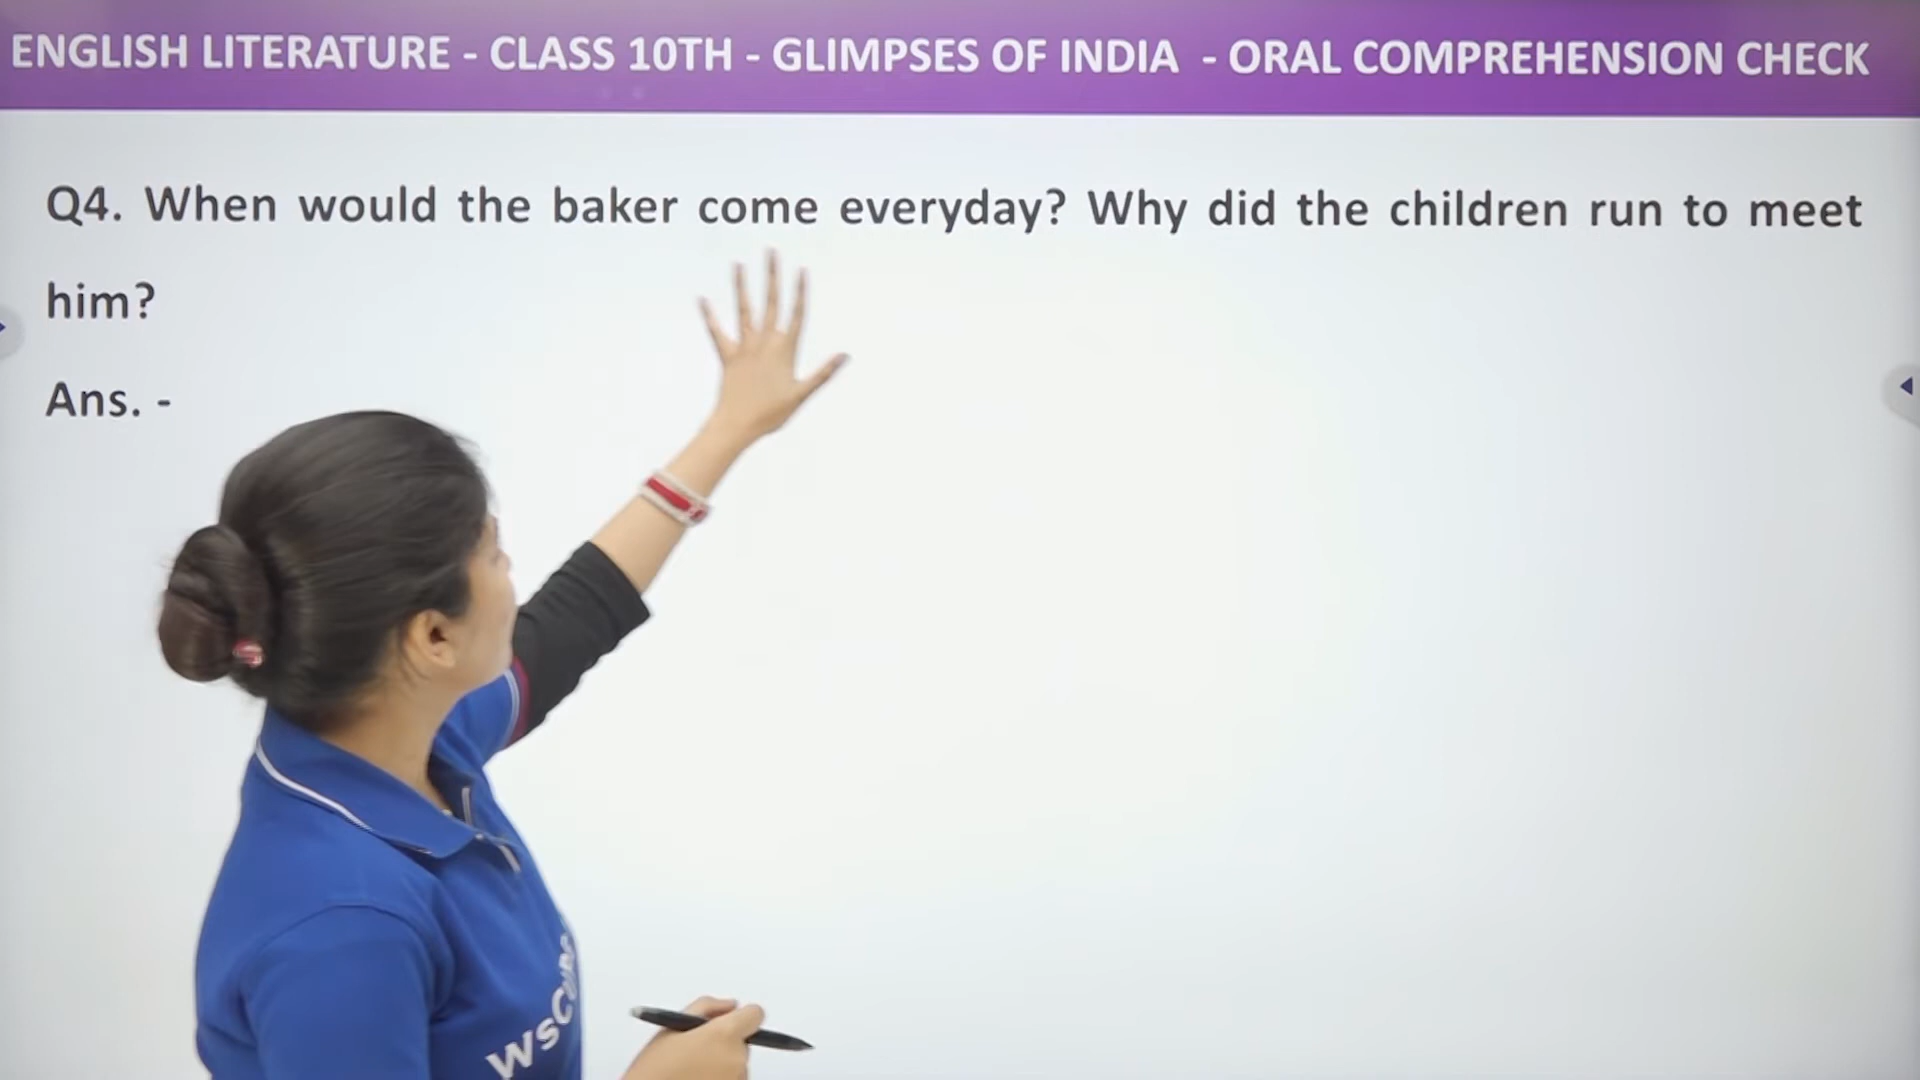 ENGLISH LITERATURE - CLASS 10TH - GLIMPSES OF INDIA - ORAL COMPREHENSION CHECK
Q4. When would the baker come everyday? Why did the children run to meet
him?
Ans. -